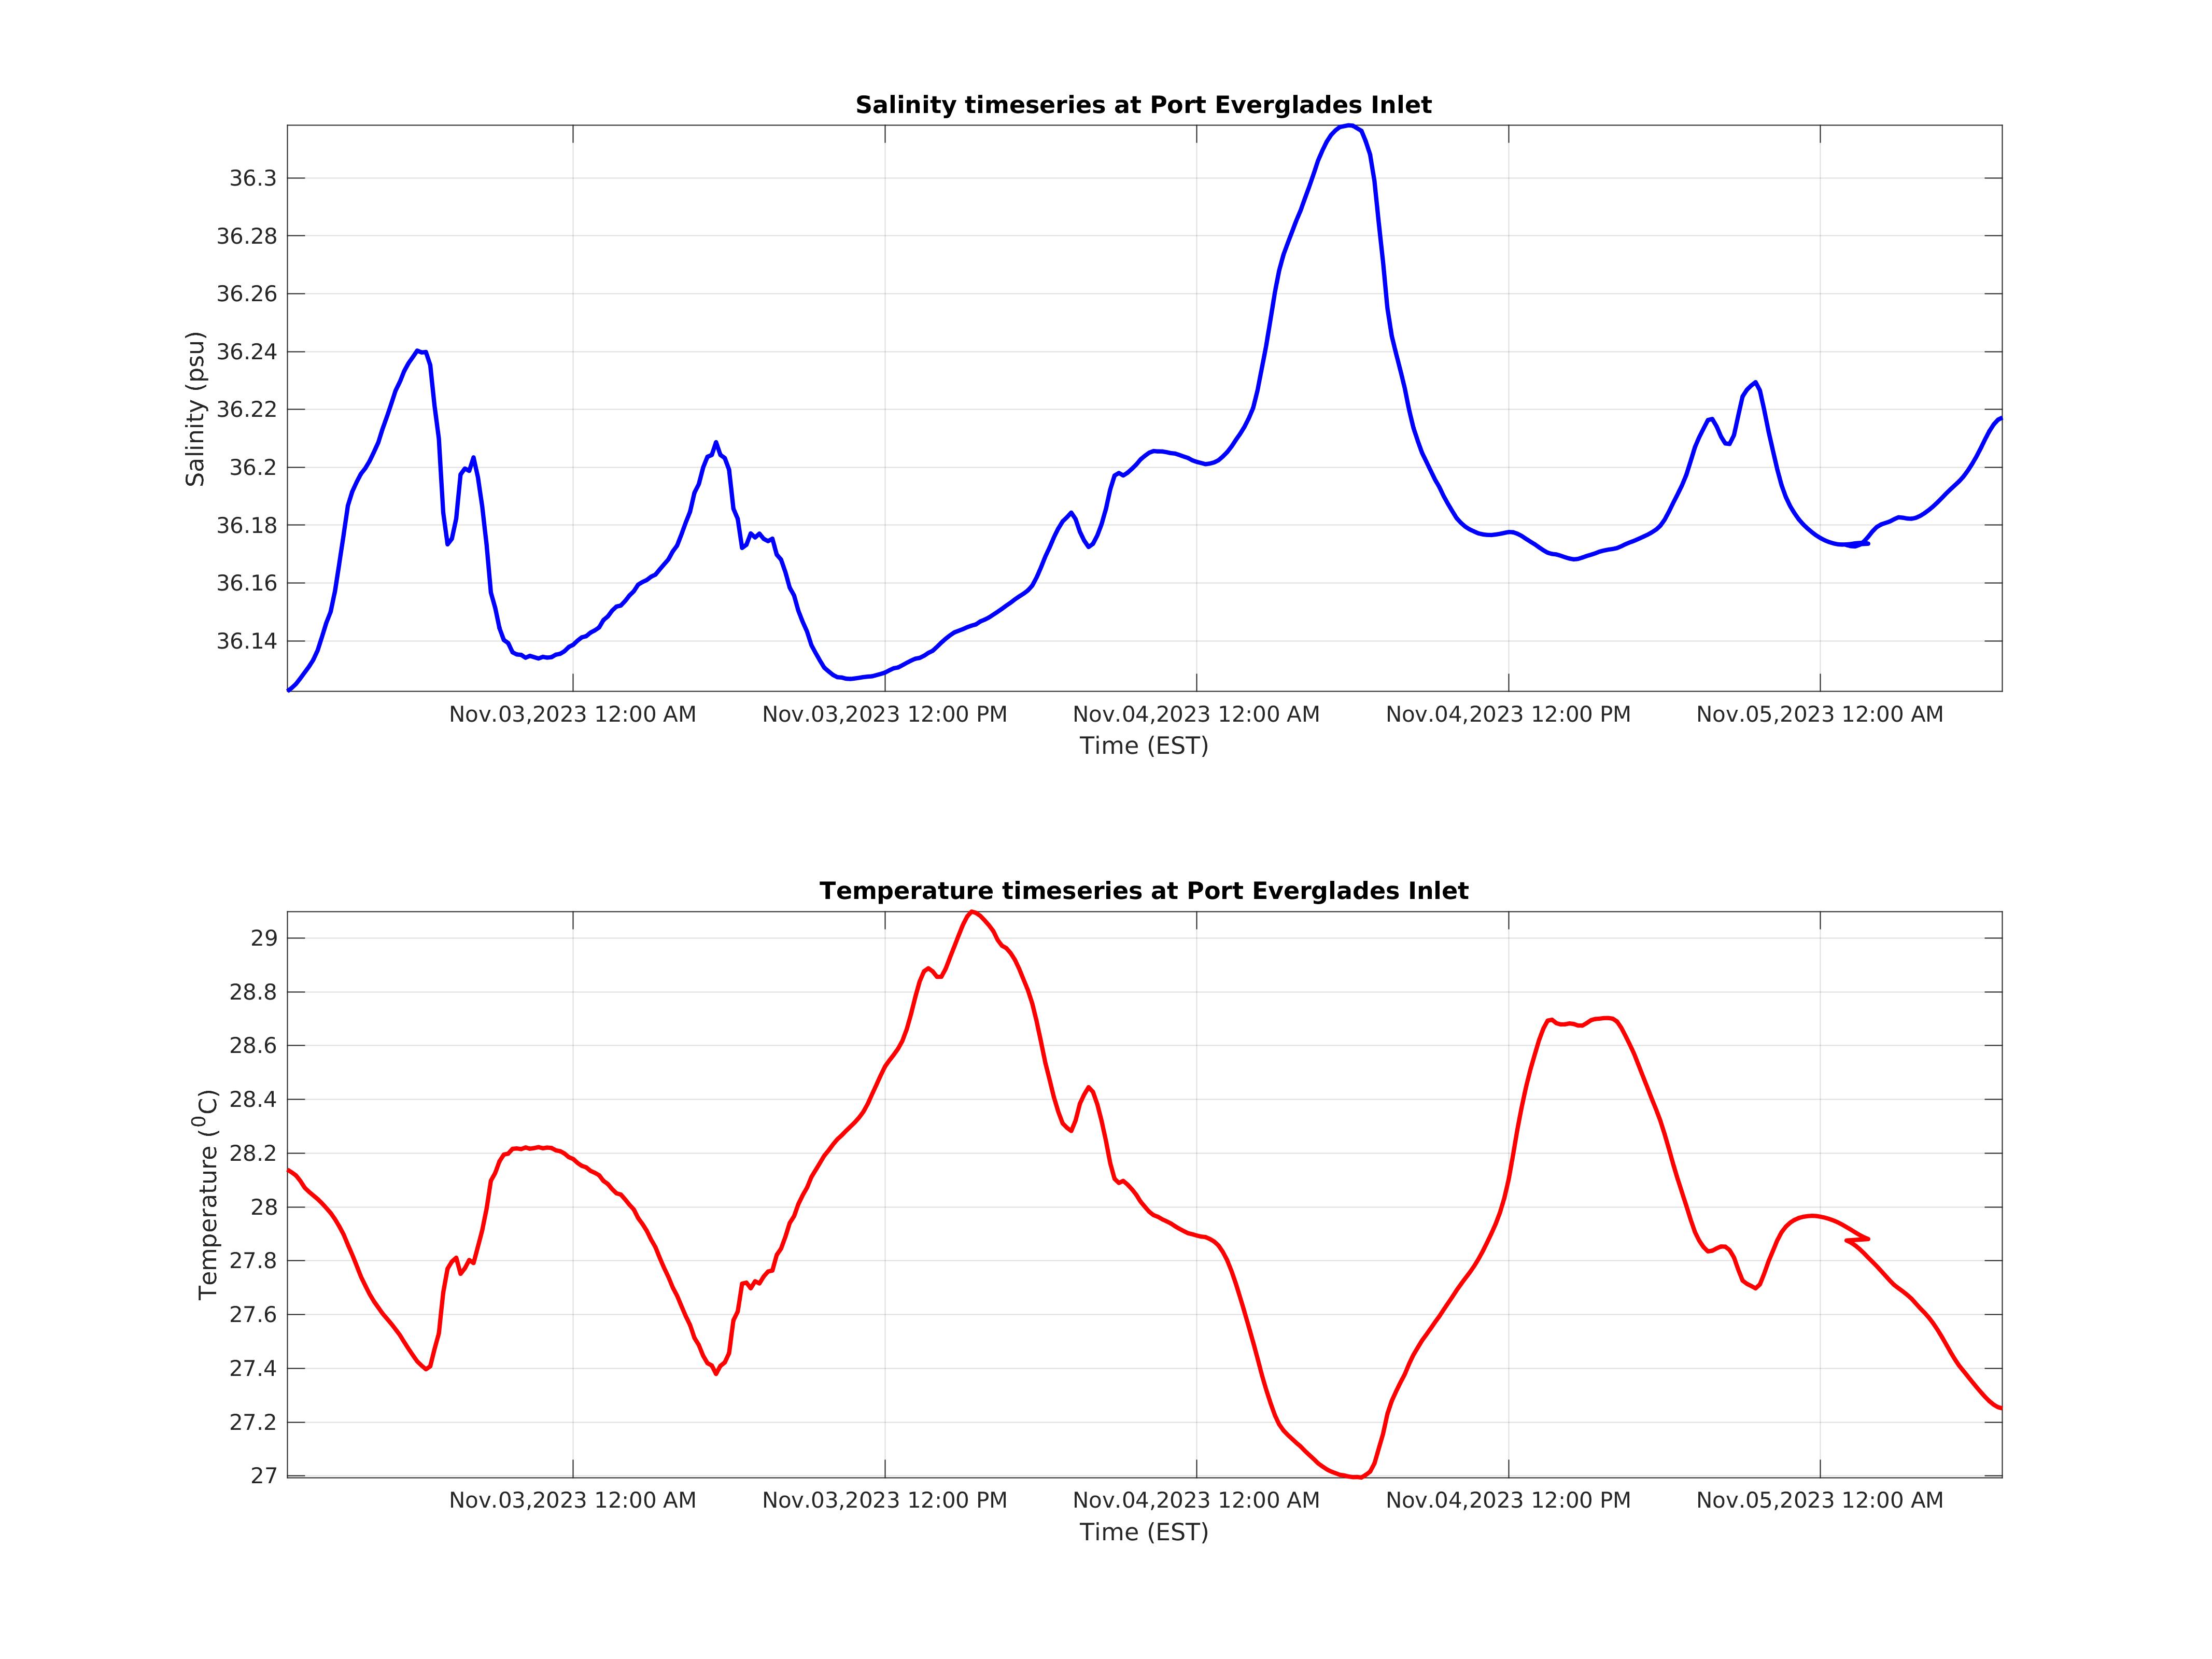 Salinity timeseries at Port Everglades Inlet
36.3
36.28
36.26
36.24
36.22
36.2
36.18
36.16
36.14
Salinity (psu)
Nov.03,2023 12:00 AM Nov.03,2023 12:00 PM Nov.04,2023 12:00 AM Nov.04,2023 12:00 PM Nov.05,2023 12:00 AM
Time (EST)
Temperature timeseries at Port Everglades Inlet
29
28.8
28.6
28.4
28.2
28
27.8
27.6
27.4
27.2
27
Temperature (⁰C)
Nov.03,2023 12:00 AM Nov.03,2023 12:00 PM Nov.04,2023 12:00 AM Nov.04,2023 12:00 PM Nov.05,2023 12:00 AM
Time (EST)